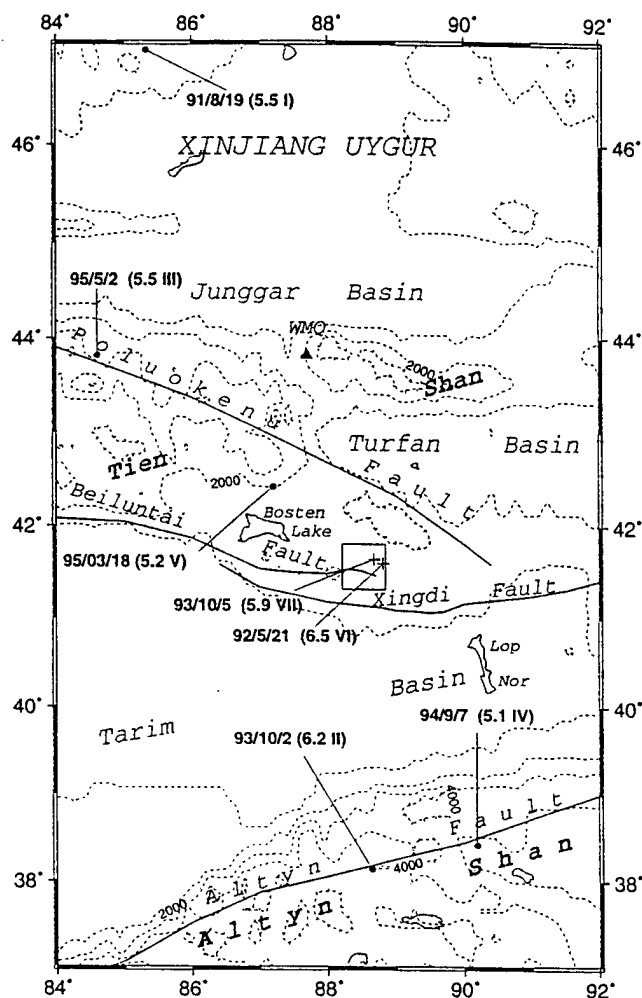 84° 86° 88° 90° 92°
91/8/19 (5.5 I)
46° XINJIANG UYGUR 46°
95/5/2 (5.5 III)
Junggar Basin
WMQ
44° 44°
Poluokenu
2000
Shan
Turfan Basin
Tien
2000
Fault
Beiluntai
Bosten
Lake
42° 42°
Fault
95/03/18 (5.2 V)
93/10/5 (5.9 VII)
Xingdi Fault
92/5/21 (6.5 VI)
Lop
Basin
Nor
40° 40°
Tarim
94/9/7 (5.1 IV)
93/10/2 (6.2 II)
4000
Fault
Shan
4000
38° 38°
Altyn
2000
Altyn
84° 86° 88° 90° 92°